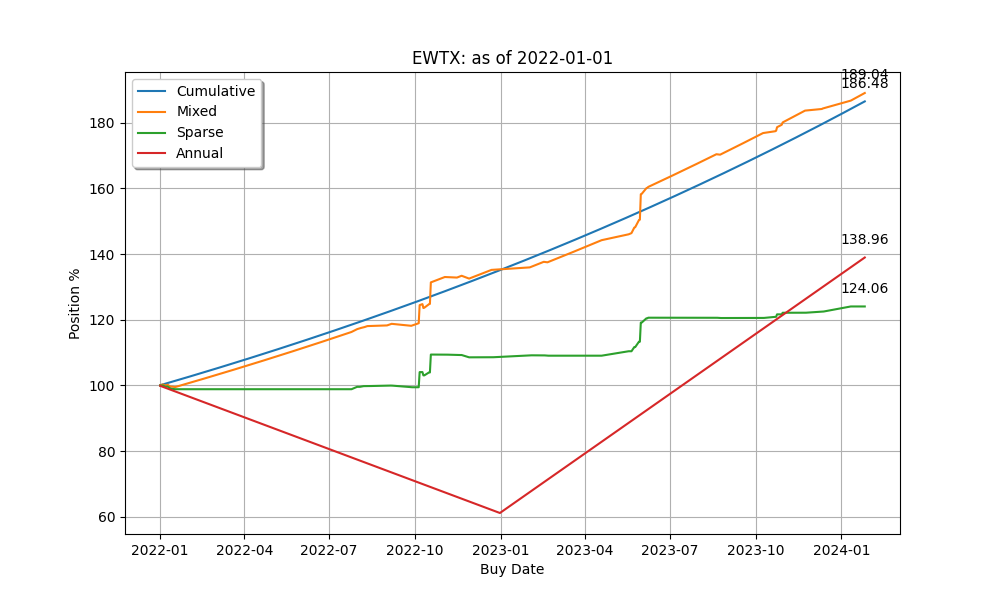 EWTX: as of 2022-01-01
Cumulative
Mixed
Sparse
Annual
189.04
186.48
138.96
124.06
Position %
180
160
140
120
100
80
60
2022-01 2022-04 2022-07 2022-10 2023-01 2023-04 2023-07 2023-10 2024-01
Buy Date